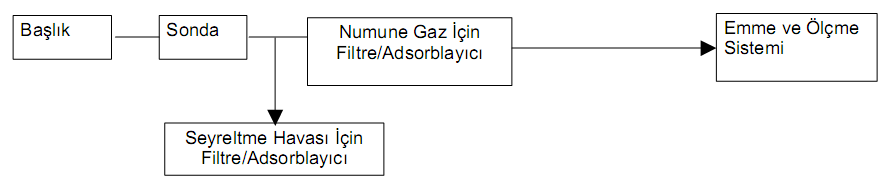 Başlık
Sonda
Numune Gaz İçin
Filtre/Adsorblayıcı
Emme ve Ölçme
Sistemi
Seyreltme Havası İçin
Filtre/Adsorblayıcı